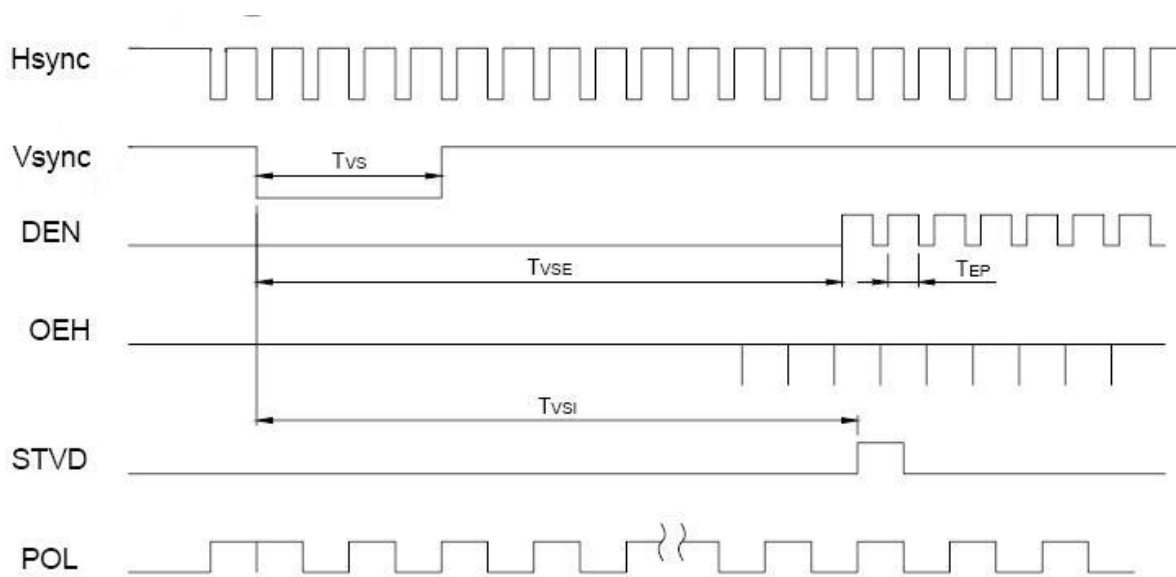 Hsync
Vsync
TVS
DEN
TVSE
TEP
OEH
TVSI
STVD
POL